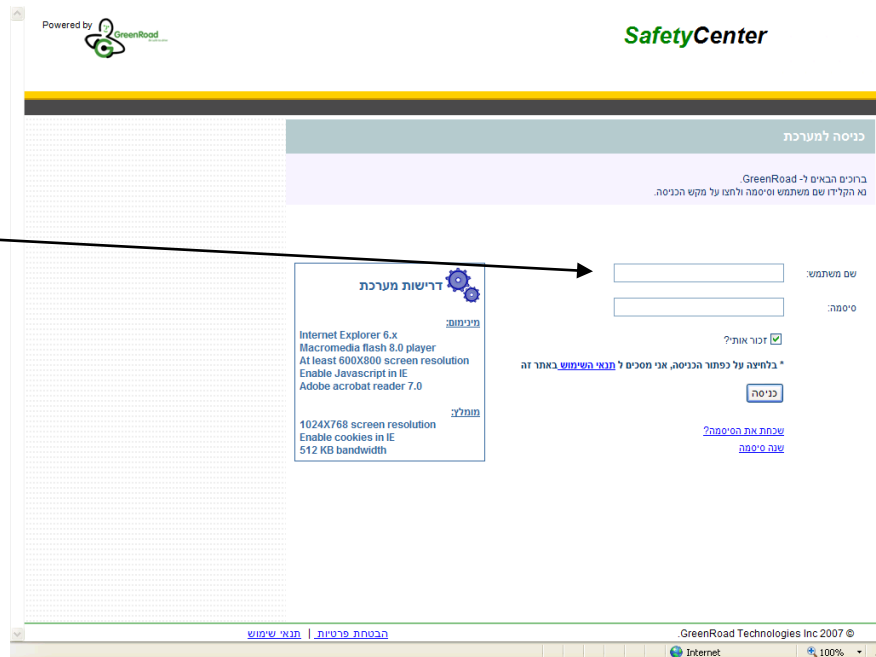 Powered by
GreenRoad
SafetyCenter
כניסה למערכת
ברוכים הבאים ל- GreenRoad.
נא הקלידו שם משתמש וסיסמה ולחצו על מקש הכניסה.
שם משתמש:
סיסמה:
זכור אותי?
* בלחיצה על כפתור הכניסה, אני מסכים ל תנאי השימוש באתר זה
כניסה
שכחת את הסיסמה?
שנה סיסמה
דרישות מערכת
מינימום:
Internet Explorer 6.x
Macromedia flash 8.0 player
At least 600X800 screen resolution
Enable Javascript in IE
Adobe acrobat reader 7.0
מומלץ:
1024X768 screen resolution
Enable cookies in IE
512 KB bandwidth
.GreenRoad Technologies Inc 2007 ©
הבטחת פרטיות | תנאי שימוש
Internet
100%